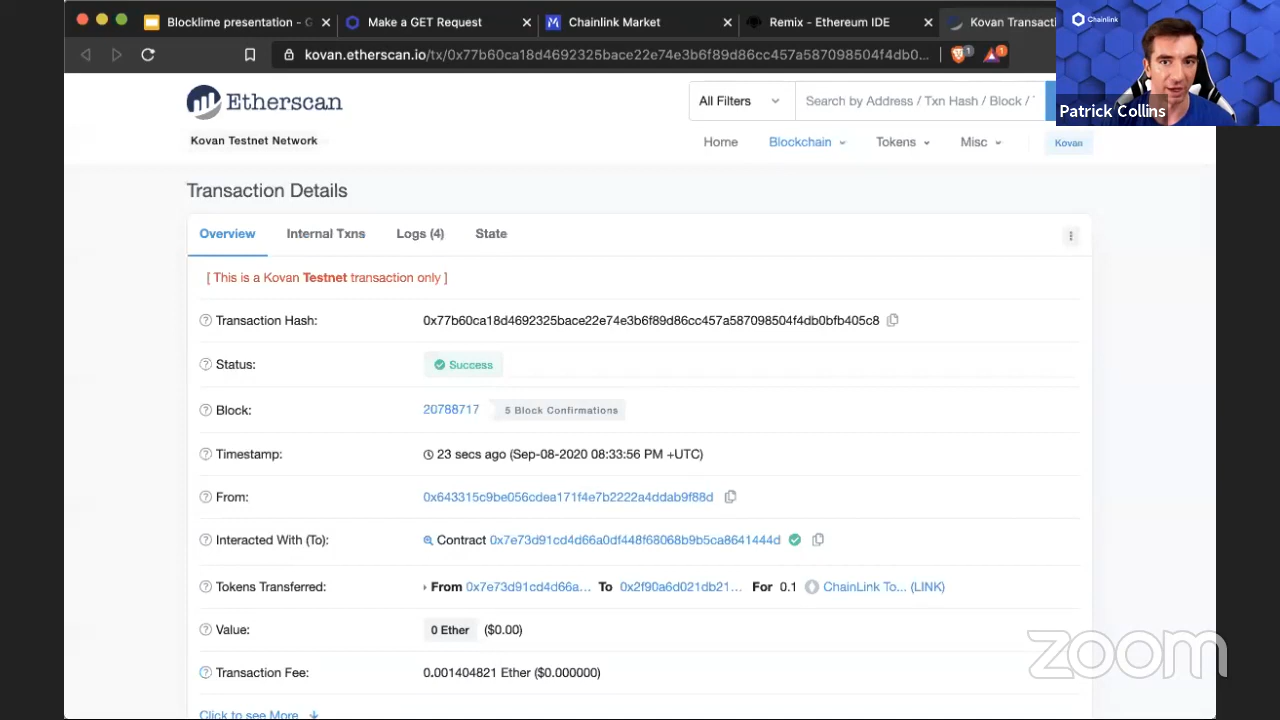 Blocklime presentation - G
Make a GET Request
Chainlink Market
Remix - Ethereum IDE
Kovan Transacti
kovan.etherscan.io/tx/0x77b60ca18d4692325bace22e74e3b6f89d86cc457a587098504f4db0...
1
1
Chainlink
Patrick Collins
Etherscan
All Filters
Search by Address / Txn Hash / Block /
Kovan Testnet Network
Home
Blockchain
Tokens
Misc
Kovan
Transaction Details
Overview
Internal Txns
Logs (4)
State
[ This is a Kovan Testnet transaction only ]
Transaction Hash:
0x77b60ca18d4692325bace22e74e3b6f89d86cc457a587098504f4db0bfb405c8
Status:
Success
Block:
20788717
5 Block Confirmations
Timestamp:
23 secs ago (Sep-08-2020 08:33:56 PM +UTC)
From:
0x643315c9be056cdea171f4e7b2222a4ddab9f88d
Interacted With (To):
Contract 0x7e73d91cd4d66a0df448f68068b9b5ca8641444d
Tokens Transferred:
From 0x7e73d91cd4d66a... To 0x2f90a6d021db21... For 0.1 ChainLink To... (LINK)
Value:
0 Ether ($0.00)
Transaction Fee:
0.001404821 Ether ($0.000000)
Click to see More
zoom